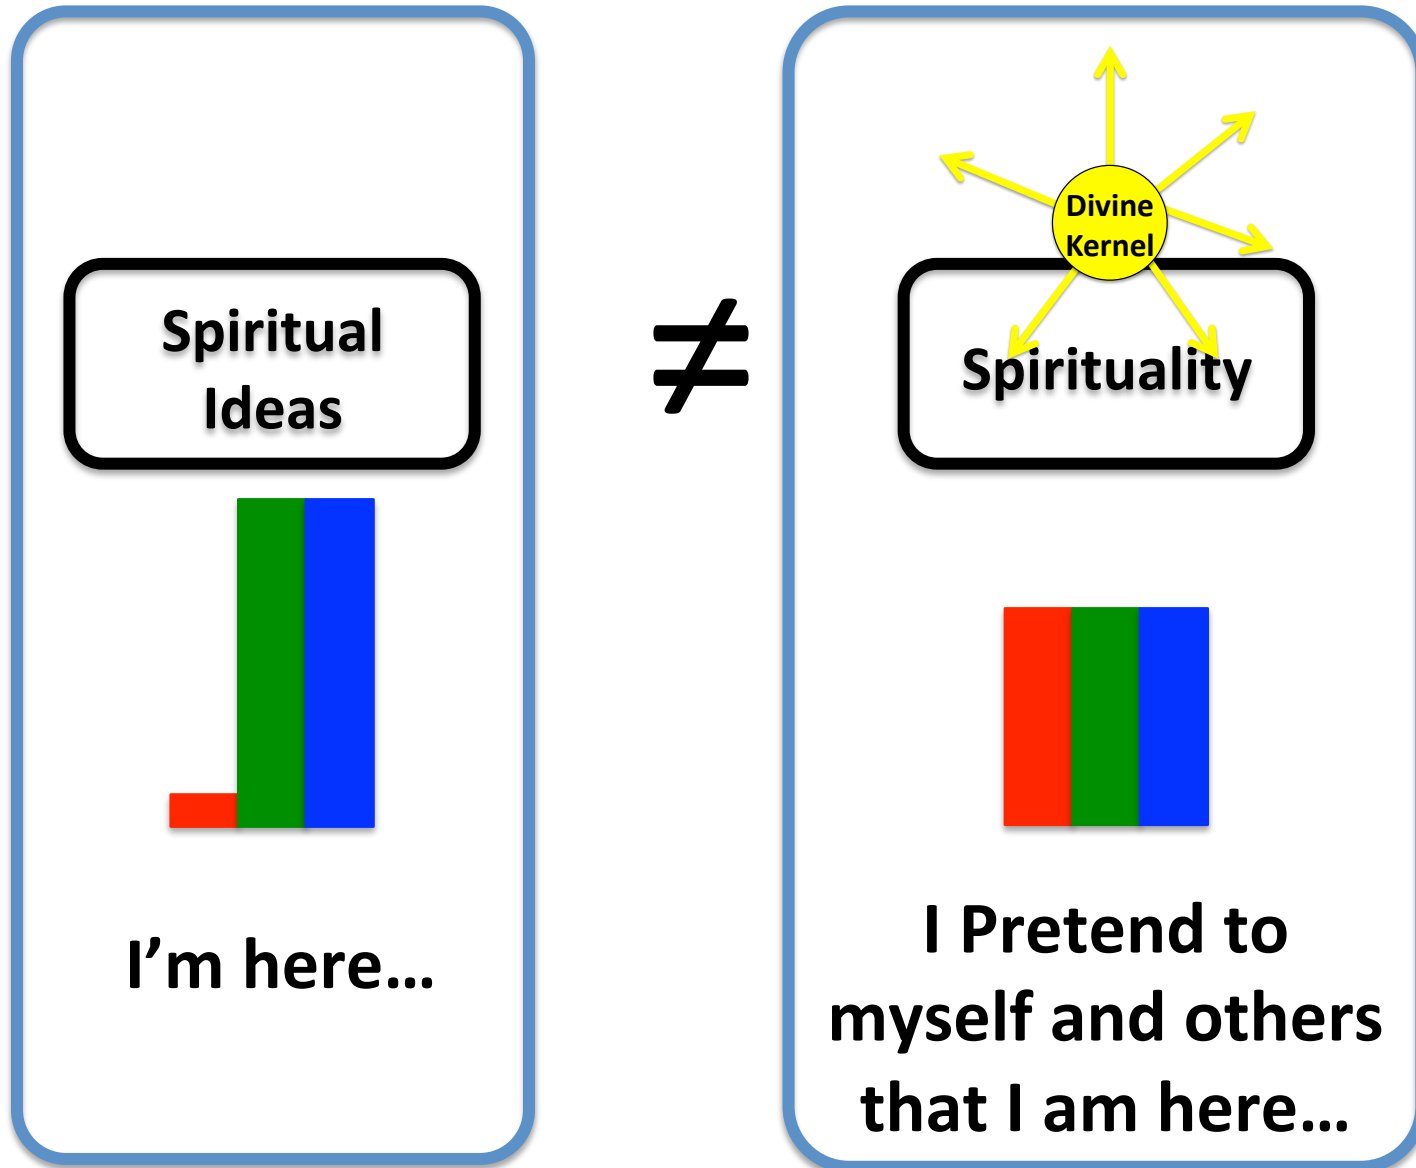 Spiritual
Ideas
I’m here…
≠
Divine
Kernel
Spirituality
I Pretend to
myself and others
that I am here…